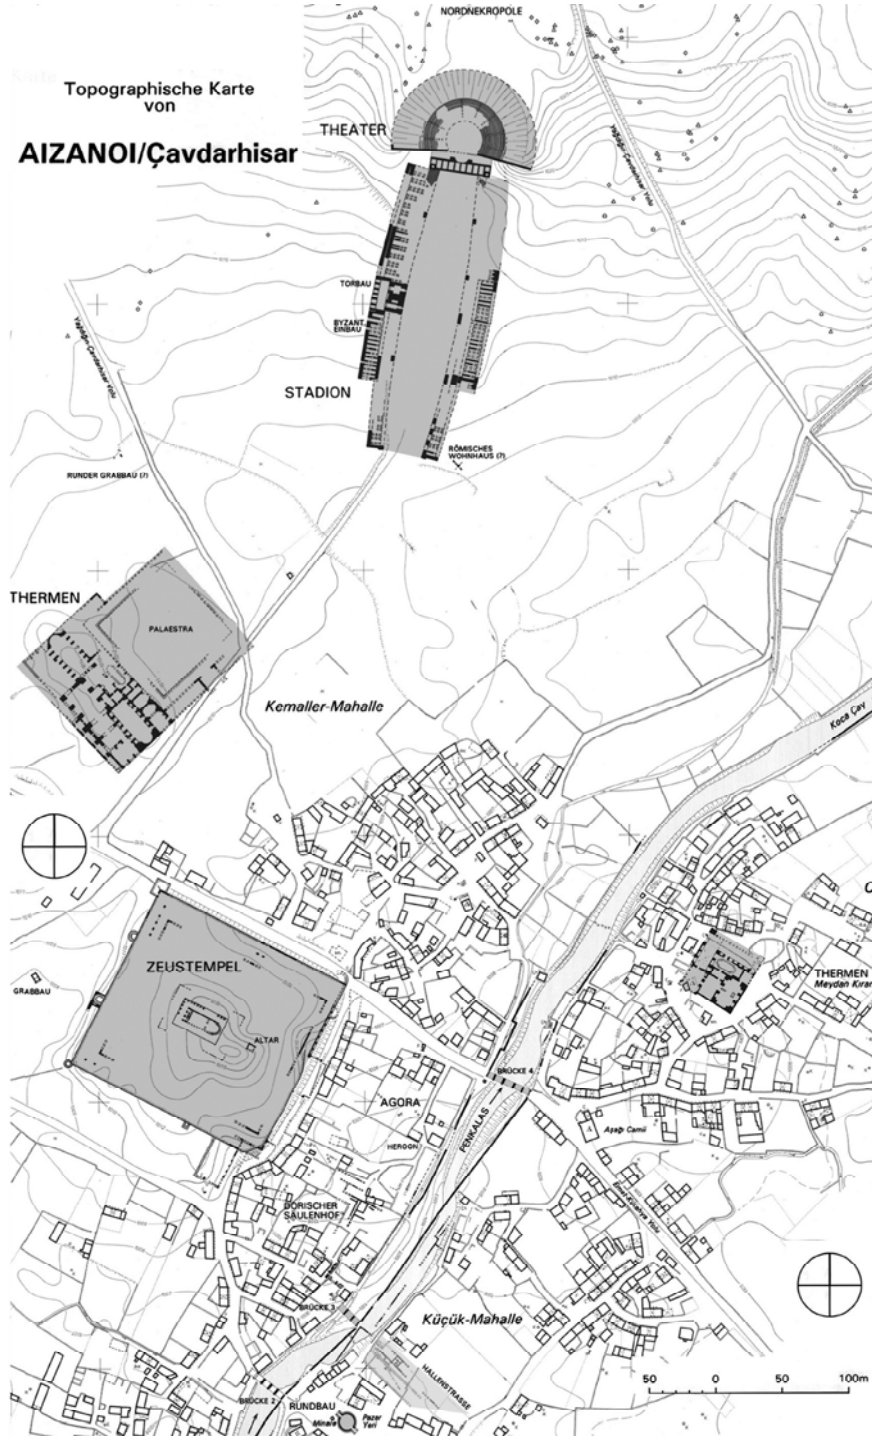 NORDNEKROPOLE
Topographische Karte
von
AIZANOI/Çavdarhisar
THEATER
TORBAU
BYZANT.
EINBAU
STADION
RÖMISCHES
WOHNHAUS (?)
RUNDER GRABBAU (?)
THERMEN
PALAESTRA
Kemaller-Mahalle
Koca Çay
ZEUSTEMPEL
GRABBAU
ALTAR
THERMEN
BRÜCKE 4
AGORA
PENKALAS
HEROON
Aşağı Camii
DORISCHER
SÄULENHOF
BRÜCKE 3
Küçük-Mahalle
HALLENSTRASSE
BRÜCKE 2
RUNDBAU
Minare
Pazar
Yeri
50 0 50 100m